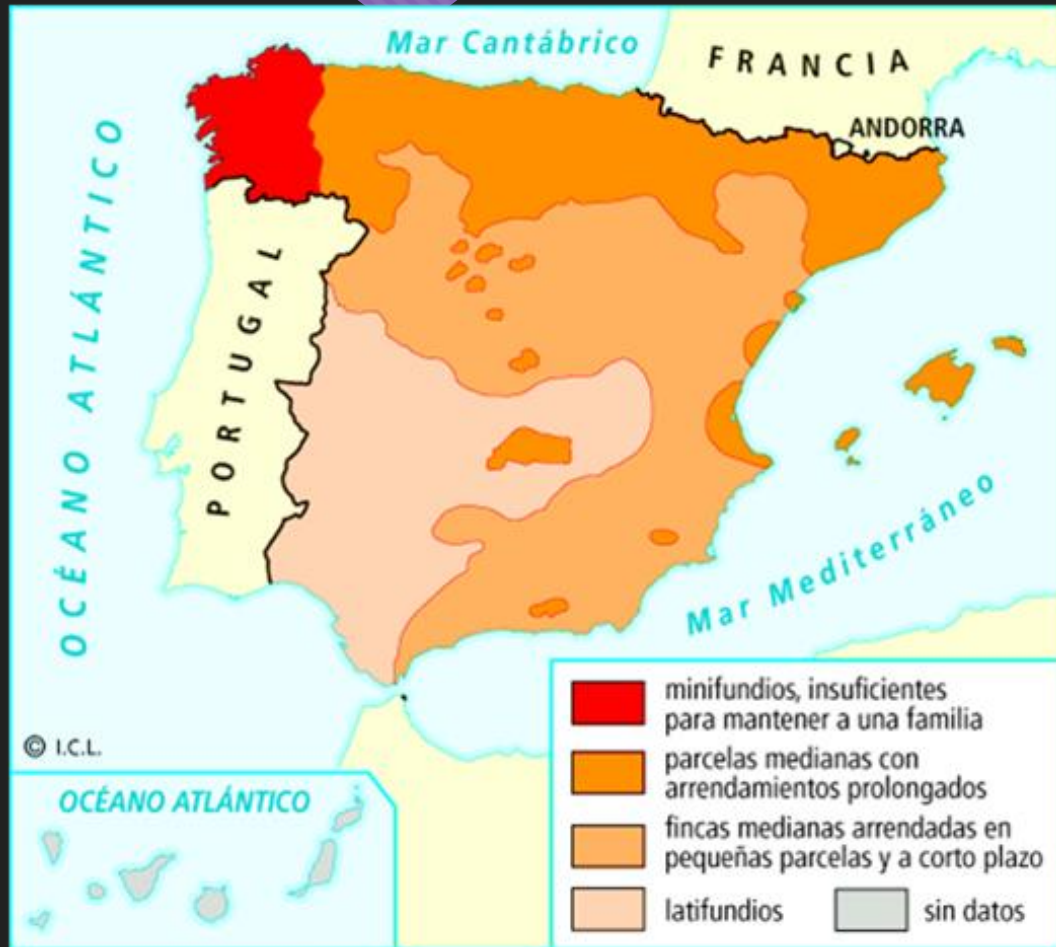 Mar Cantábrico
FRANCIA
ANDORRA
OCÉANO ATLÁNTICO
PORTUGAL
Mar Mediterráneo
© I.C.L.
OCÉANO ATLÁNTICO
minifundios, insuficientes
para mantener a una familia
parcelas medianas con
arrendamientos prolongados
fincas medianas arrendadas en
pequeñas parcelas y a corto plazo
latifundios
sin datos